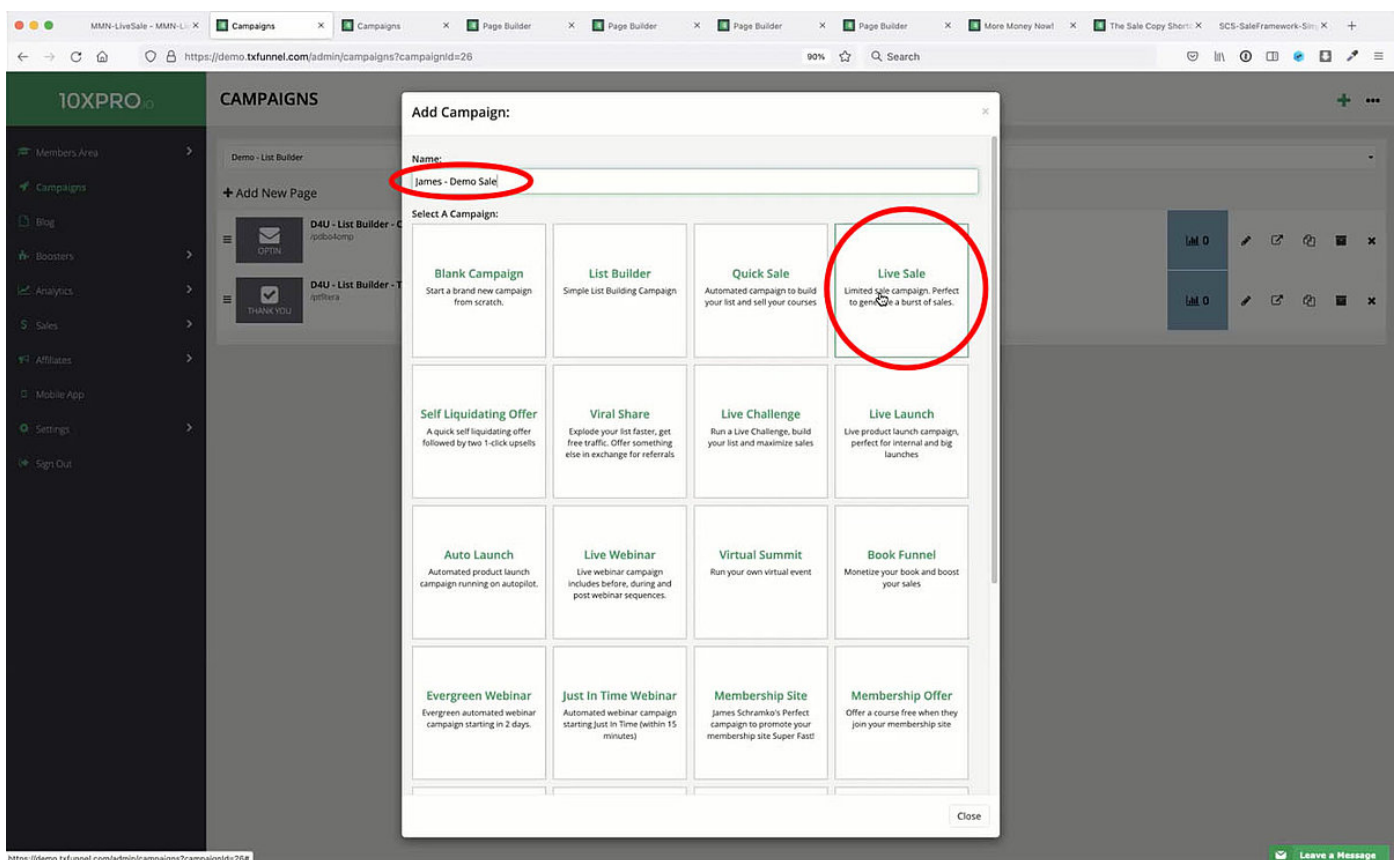 MMN-LiveSale - MMN-Li
Campaigns
Campaigns
Page Builder
Page Builder
Page Builder
Page Builder
More Money Now!
The Sale Copy Short
SCS-SaleFramework-Sim
https://demo.txfunnel.com/admin/campaigns?campaignId=26
90%
Search
10XPRO.io
CAMPAIGNS
Members Area
Campaigns
Blog
Boosters
Analytics
Sales
Affiliates
Mobile App
Settings
Sign Out
Demo - List Builder
+ Add New Page
OPTIN
D4U - List Builder - O
/pdbo4omp
THANK YOU
D4U - List Builder - T
0
0
Add Campaign:
Name:
James - Demo Sale
Select A Campaign:
Blank Campaign
Start a brand new campaign
from scratch.
List Builder
Simple List Building Campaign
Quick Sale
Automated campaign to build
your list and sell your courses
Live Sale
Limited sale campaign. Perfect
to generate a burst of sales.
Self Liquidating Offer
A quick self liquidating offer
followed by two 1-click upsells
Viral Share
Explode your list faster, get
free traffic. Offer something
else in exchange for referrals
Live Challenge
Run a Live Challenge, build
your list and maximize sales
Live Launch
Live product launch campaign,
perfect for internal and big
launches
Auto Launch
Automated product launch
campaign running on autopilot.
Live Webinar
Live webinar campaign
includes before, during and
post webinar sequences.
Virtual Summit
Run your own virtual event
Book Funnel
Monetize your book and boost
your sales
Evergreen Webinar
Evergreen automated webinar
campaign starting in 2 days.
Just In Time Webinar
Automated webinar campaign
starting Just In Time (within 15
minutes)
Membership Site
James Schramko's Perfect
campaign to promote your
membership site Super Fast!
Membership Offer
Offer a course free when they
join your membership site
Close
Leave a Message
https://demo.txfunnel.com/admin/campaigns?campaignId=26#